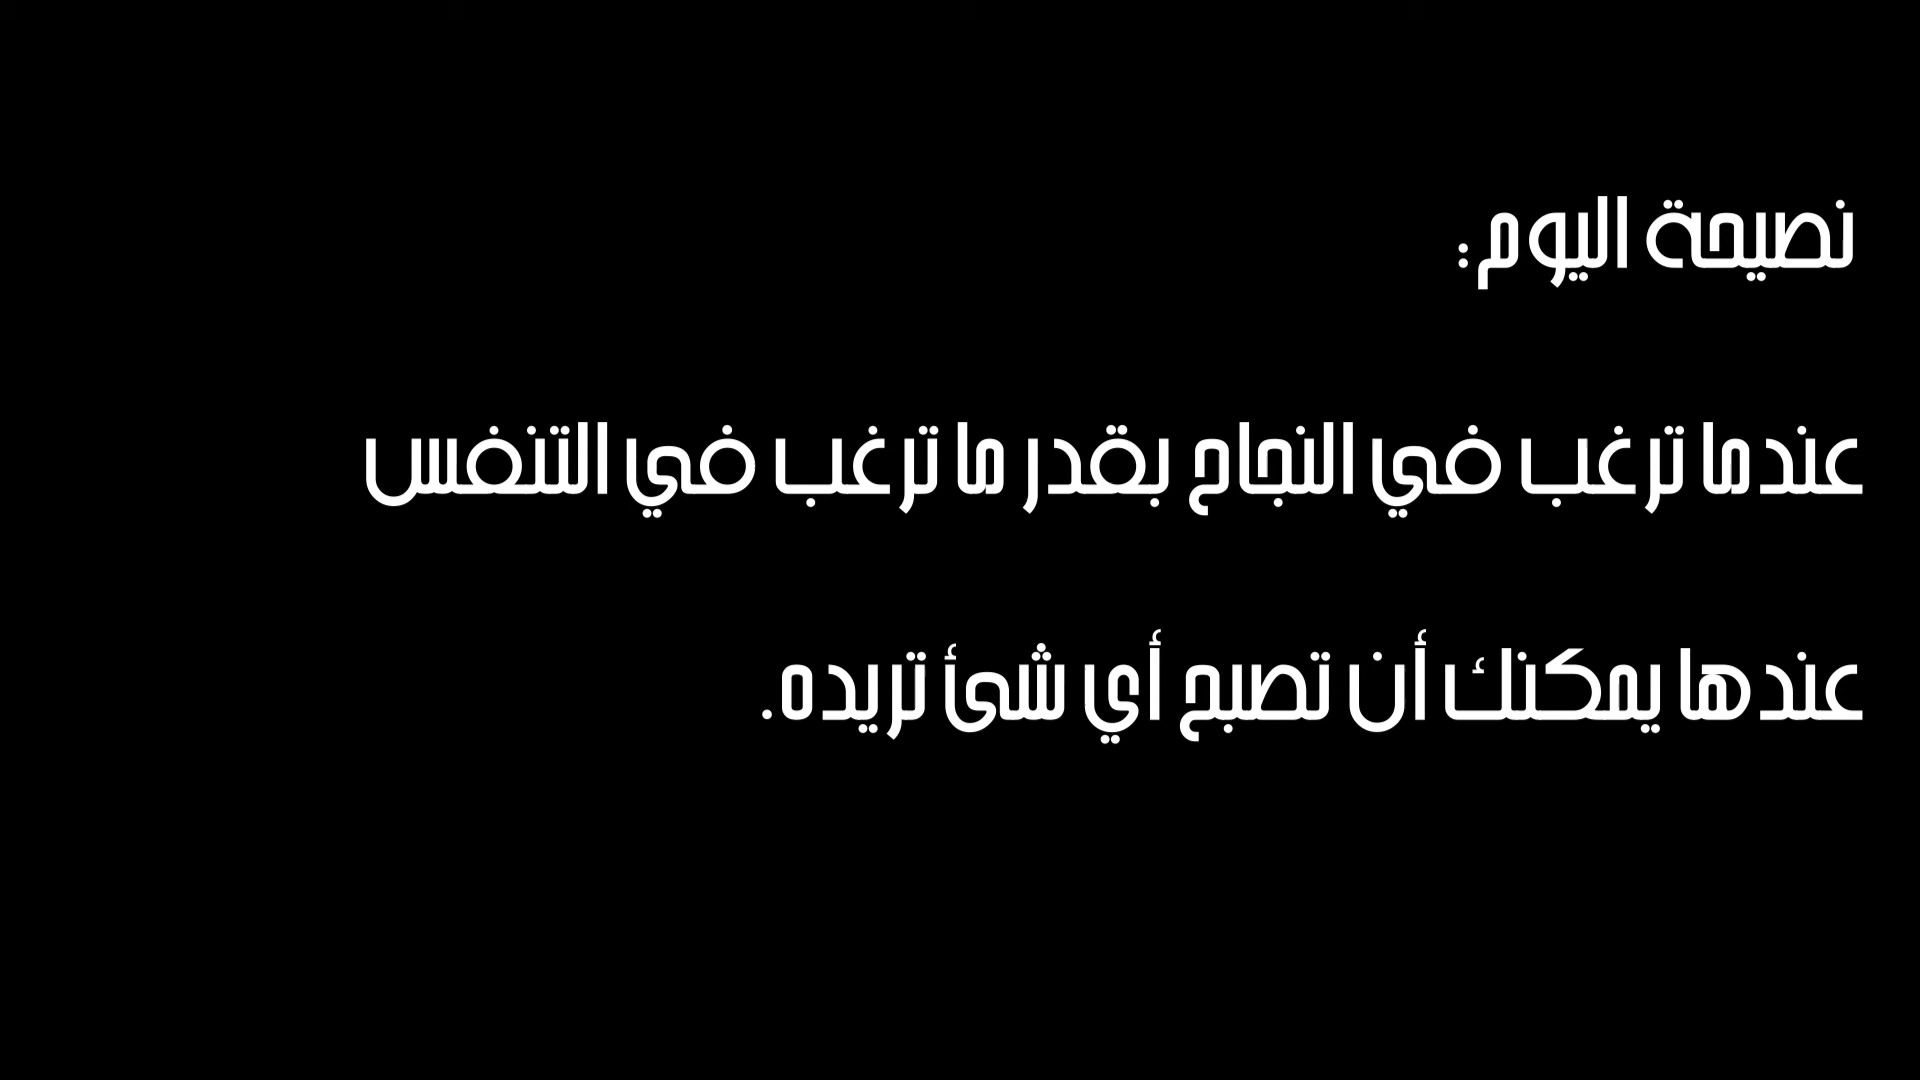 نصيحة اليوم:
عندما ترغب في النجاح بقدر ما ترغب في التنفس
عندها يمكنك أن تصبح أي شئ تريده.